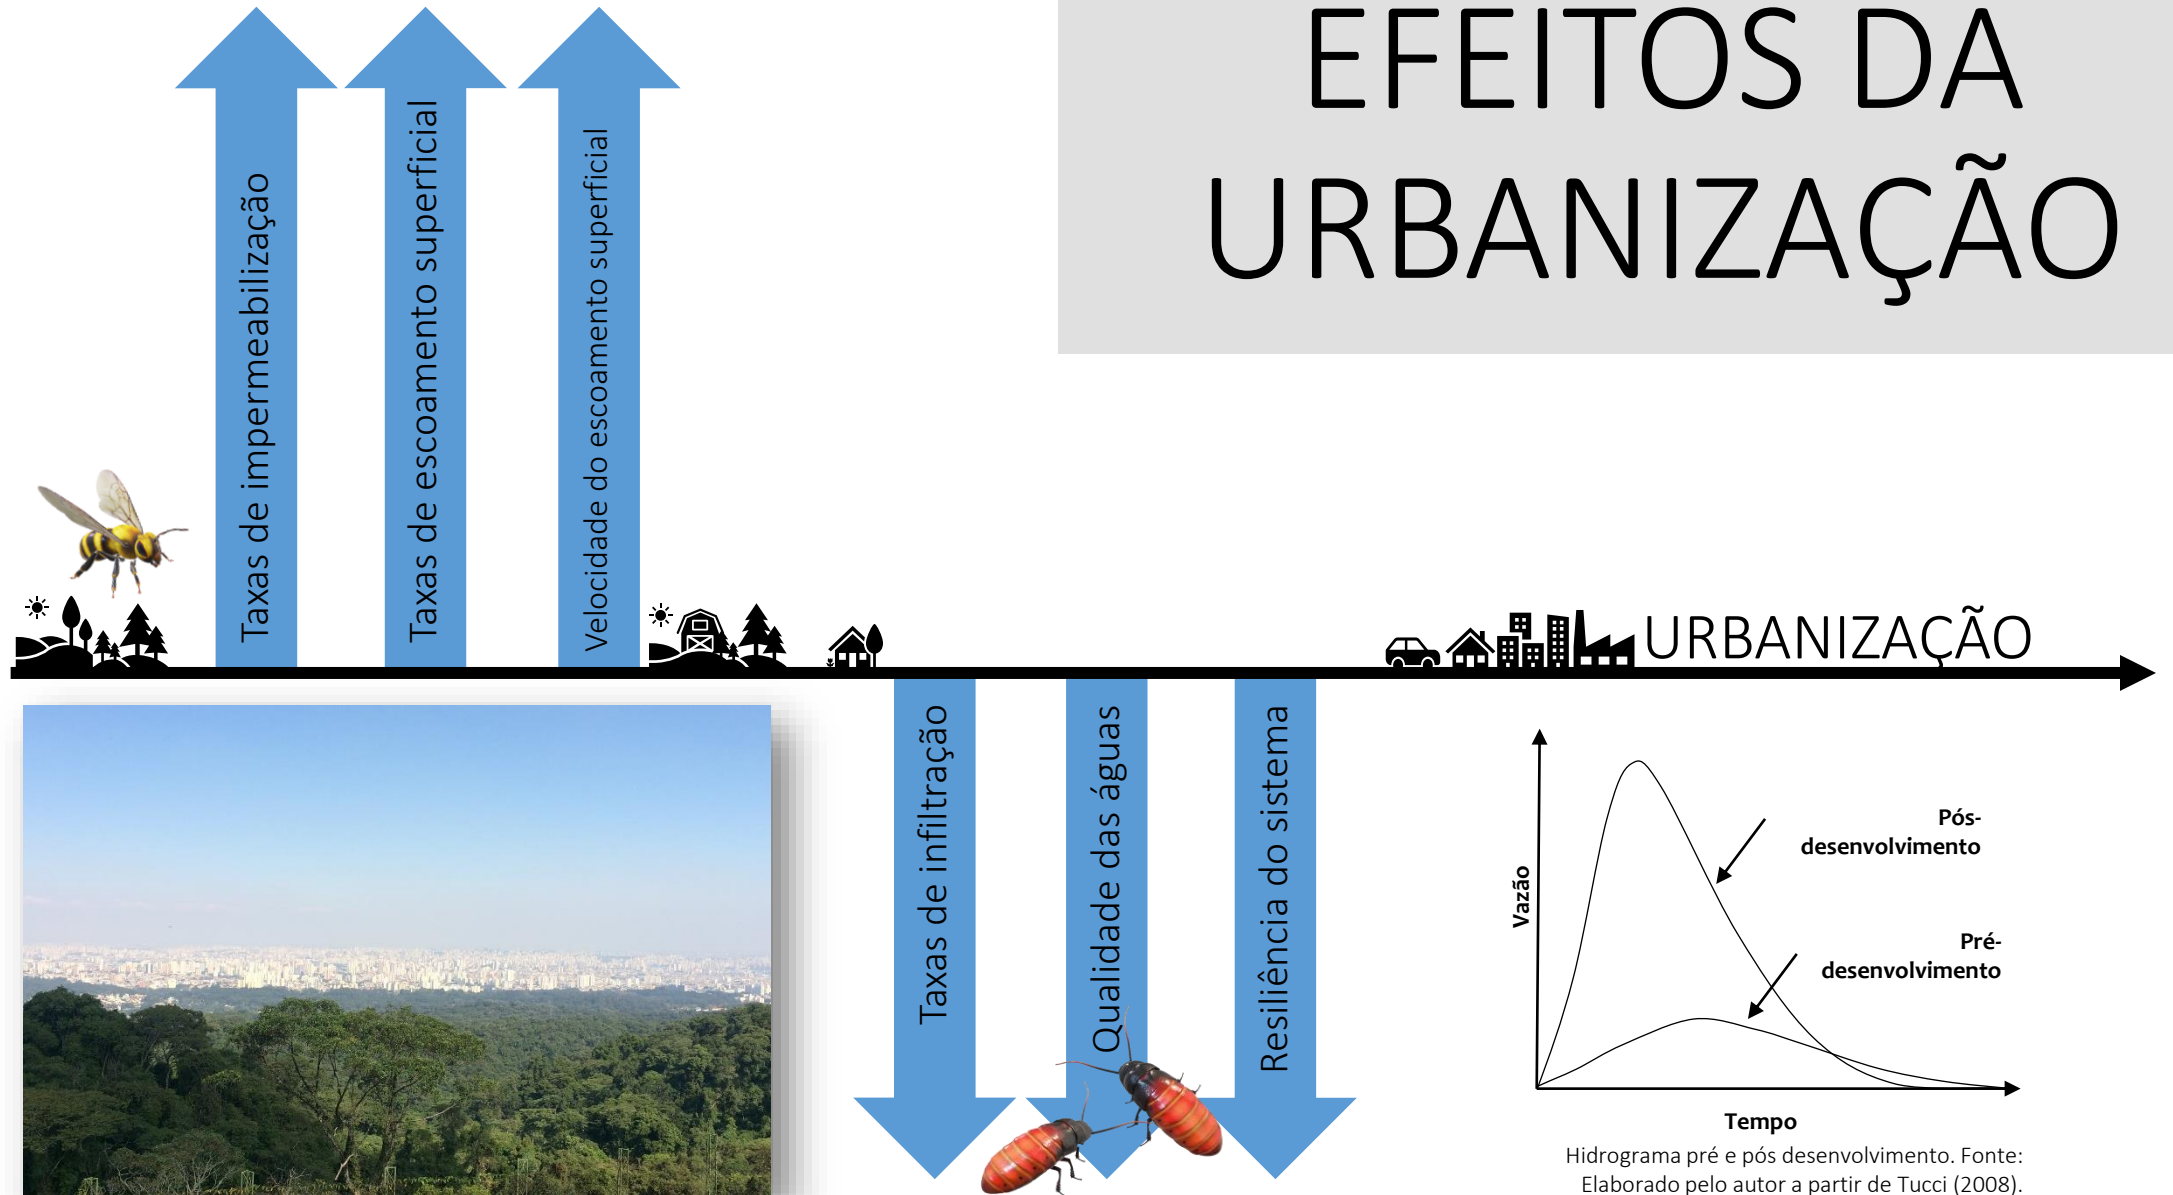 EFEITOS DA
URBANIZAÇÃO
Taxas de impermeabilização
Taxas de escoamento superficial
Velocidade do escoamento superficial
URBANIZAÇÃO
Taxas de infiltração
Qualidade das águas
Resiliência do sistema
Vazão
Pós-
desenvolvimento
Pré-
desenvolvimento
Tempo
Hidrograma pré e pós desenvolvimento. Fonte:
Elaborado pelo autor a partir de Tucci (2008).